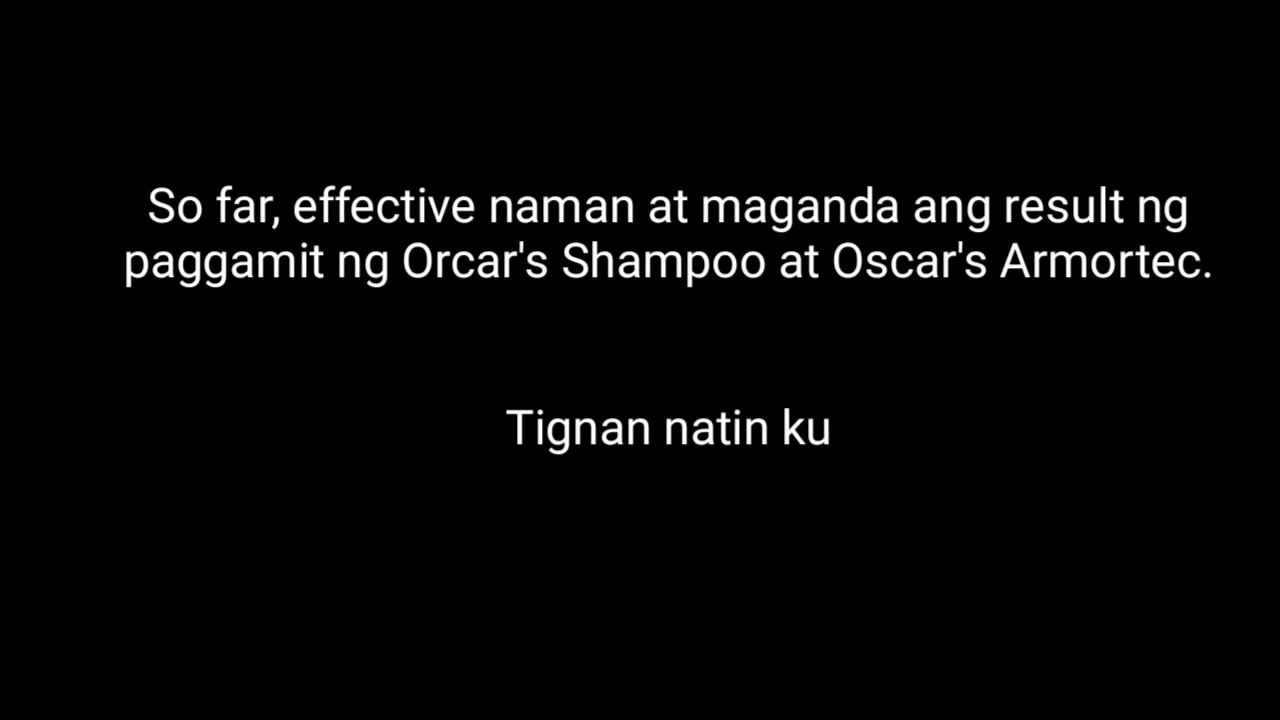 So far, effective naman at maganda ang result ng
paggamit ng Orcar's Shampoo at Oscar's Armortec.
Tignan natin ku